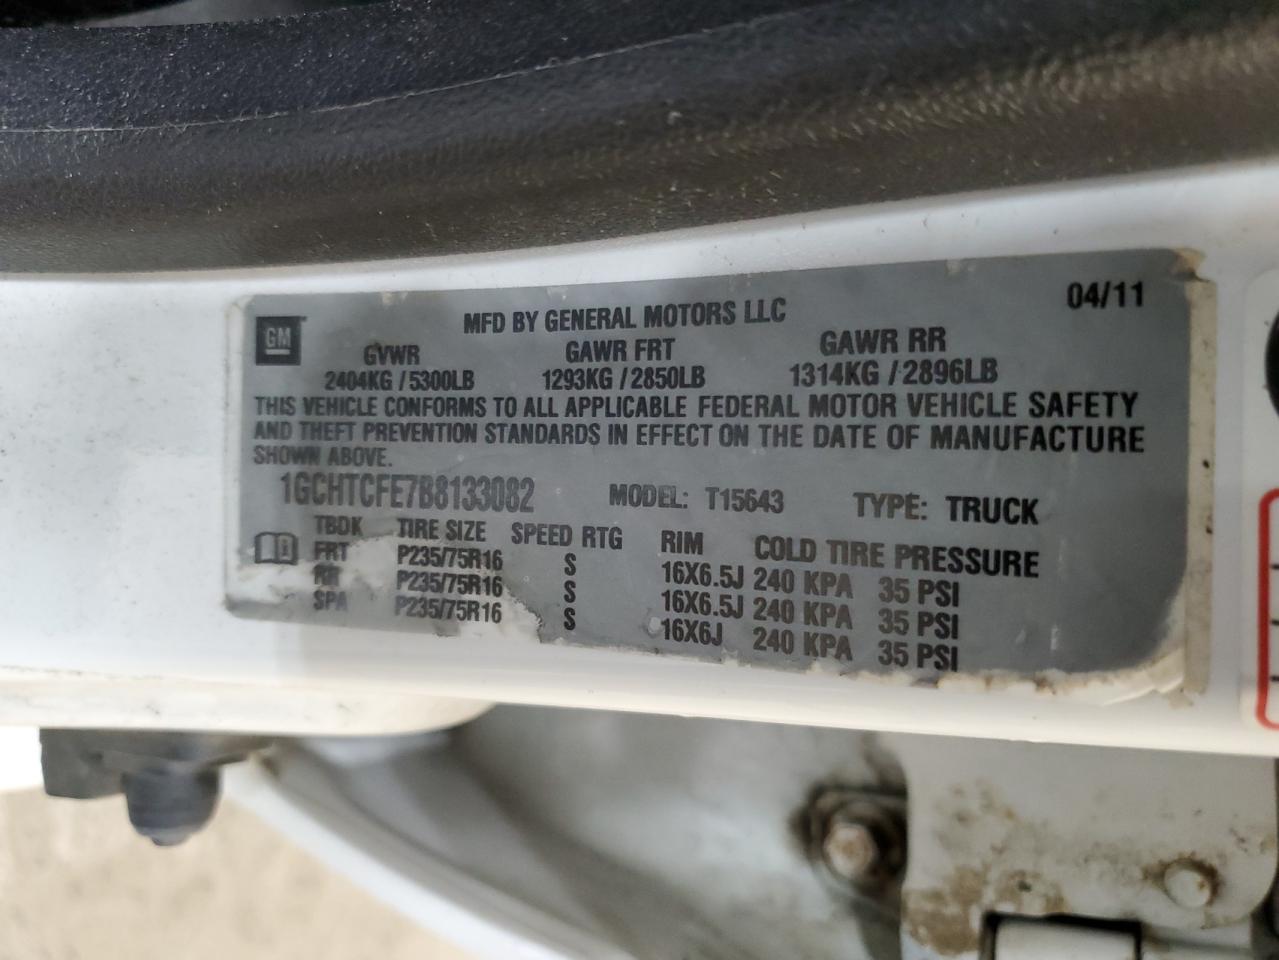 04/11
GM
MFD BY GENERAL MOTORS LLC
GVWR GAWR FRT GAWR RR
2404KG / 5300LB 1293KG / 2850LB 1314KG / 2896LB
THIS VEHICLE CONFORMS TO ALL APPLICABLE FEDERAL MOTOR VEHICLE SAFETY
AND THEFT PREVENTION STANDARDS IN EFFECT ON THE DATE OF MANUFACTURE
SHOWN ABOVE.
1GCHTCFE7B8133082 MODEL: T15643 TYPE: TRUCK
TBDK TIRE SIZE SPEED RTG RIM COLD TIRE PRESSURE
FRT P235/75R16 S 16X6.5J 240 KPA 35 PSI
RR P235/75R16 S 16X6.5J 240 KPA 35 PSI
SPA P235/75R16 S 16X6J 240 KPA 35 PSI